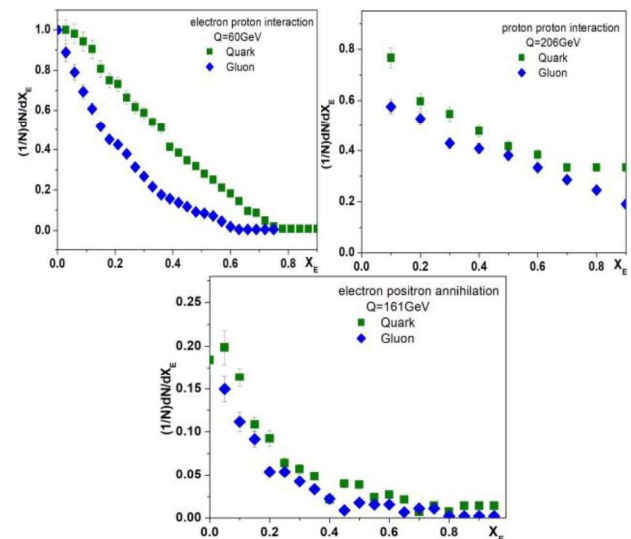 electron proton interaction
Q=60GeV
Quark
Gluon
(1/N)dN/dX_E
1.0
0.8
0.6
0.4
0.2
0.0
0.0 0.2 0.4 0.6 0.8
X_E
proton proton interaction
Q=206GeV
Quark
Gluon
(1/N)dN/dX_E
0.8
0.6
0.4
0.2
0.0
0.0 0.2 0.4 0.6 0.8
X_E
electron positron annihilation
Q=161GeV
Quark
Gluon
(1/N)dN/dX_E
0.25
0.20
0.15
0.10
0.05
0.00
0.0 0.2 0.4 0.6 0.8
X_E